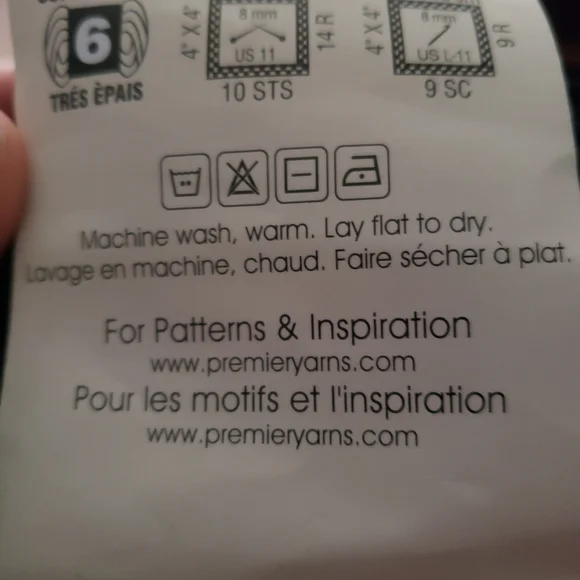 6
TRÉS ÈPAIS
4" X 4"
8 mm
US 11
14 R
10 STS
4" X 4"
8 mm
US L-11
9 R
9 SC
Machine wash, warm. Lay flat to dry.
Lavage en machine, chaud. Faire sécher à plat.
For Patterns & Inspiration
www.premieryarns.com
Pour les motifs et l'inspiration
www.premieryarns.com